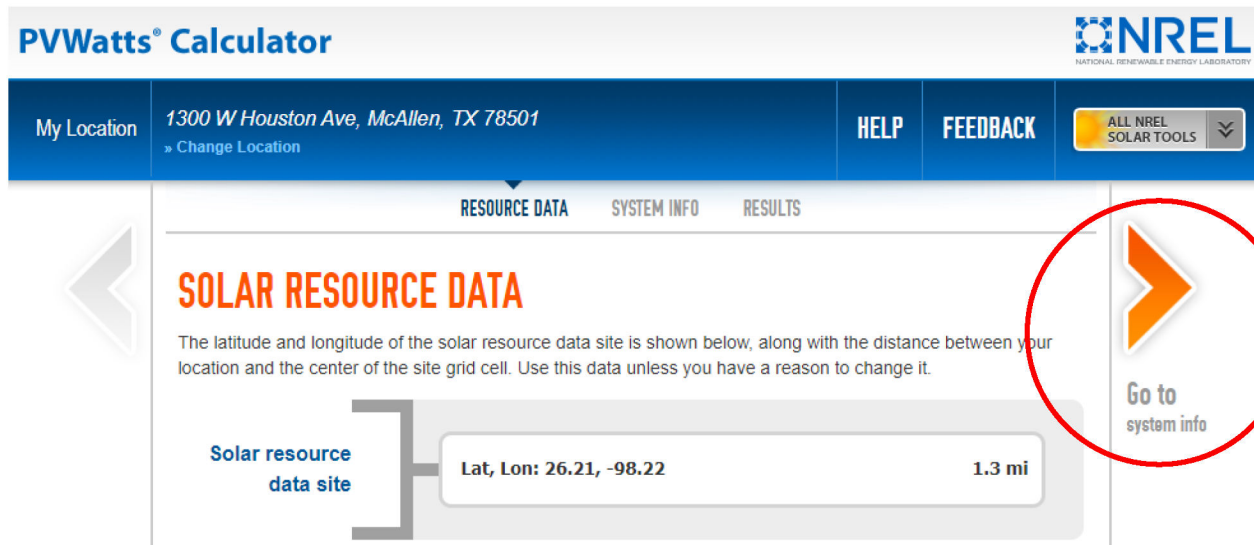 PVWatts® Calculator
NREL
NATIONAL RENEWABLE ENERGY LABORATORY
My Location
1300 W Houston Ave, McAllen, TX 78501
» Change Location
HELP
FEEDBACK
ALL NREL
SOLAR TOOLS
RESOURCE DATA
SYSTEM INFO
RESULTS
SOLAR RESOURCE DATA
The latitude and longitude of the solar resource data site is shown below, along with the distance between your
location and the center of the site grid cell. Use this data unless you have a reason to change it.
Go to
system info
Solar resource
data site
Lat, Lon: 26.21, -98.22
1.3 mi